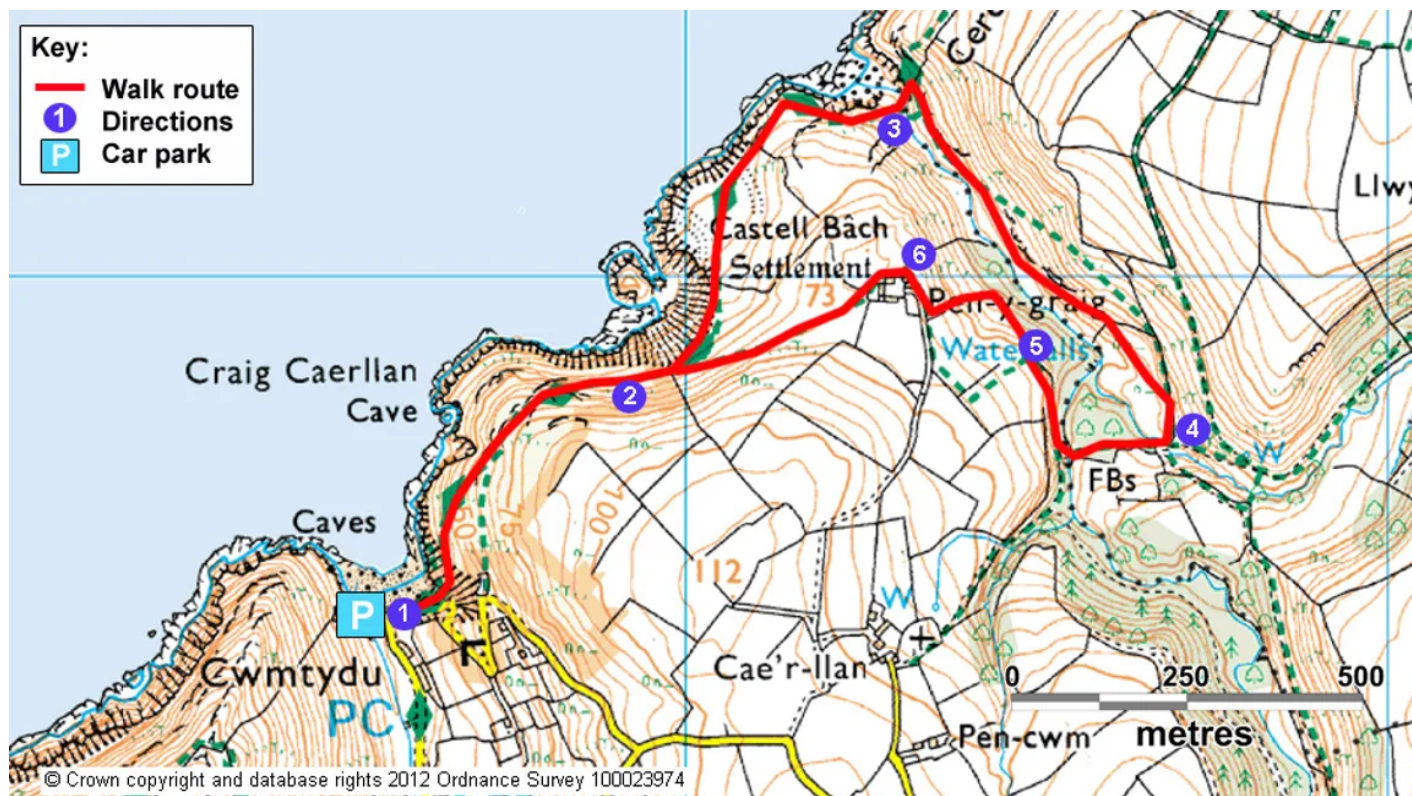 Key:
Walk route
1 Directions
P Car park
3
Llwy
Castell Bâch
Settlement
6
73
Pen-y-graig
Waterfalls
5
Craig Caerllan
Cave
2
4
W
FBs
Caves
50
75
100
112
P
1
W
Cwmtydu
PC
Cae'r-llan
0 250 500
metres
Pen-cwm
© Crown copyright and database rights 2012 Ordnance Survey 100023974